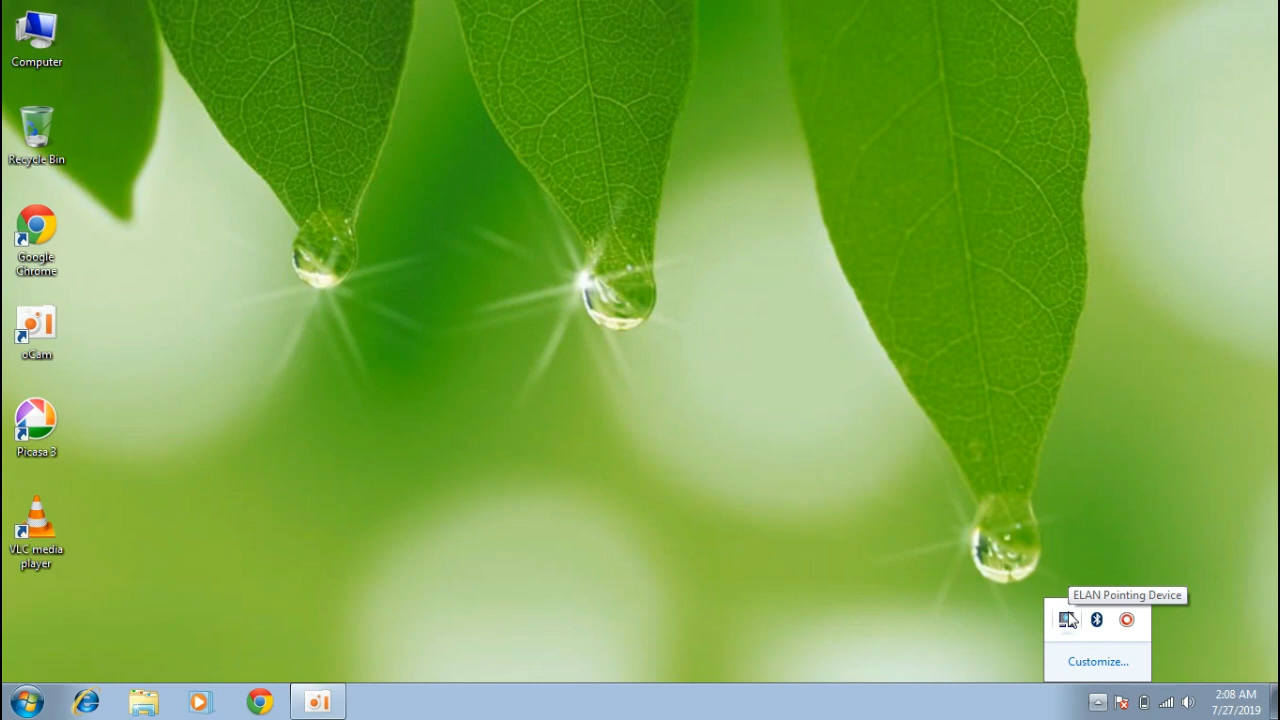 Computer
Recycle Bin
Google
Chrome
oCam
Picasa 3
VLC media
player
ELAN Pointing Device
Customize...
2:08 AM
7/27/2019